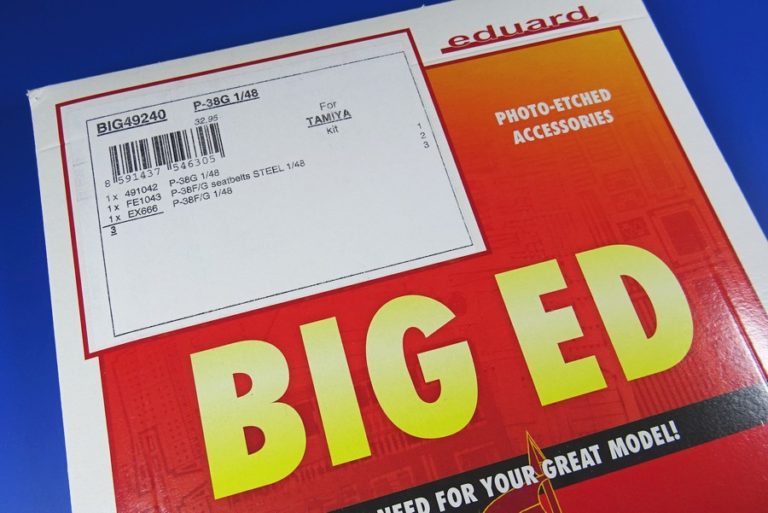 eduard
BIG49240 P-38G 1/48
32.95
For
TAMIYA
kit
8 591437 546305
1
2
3
1x 491042 P-38G 1/48
1x FE1043 P-38F/G seatbelts STEEL 1/48
1x EX666 P-38F/G 1/48
3
PHOTO-ETCHED
ACCESSORIES
BIG ED
NEED FOR YOUR GREAT MODEL!